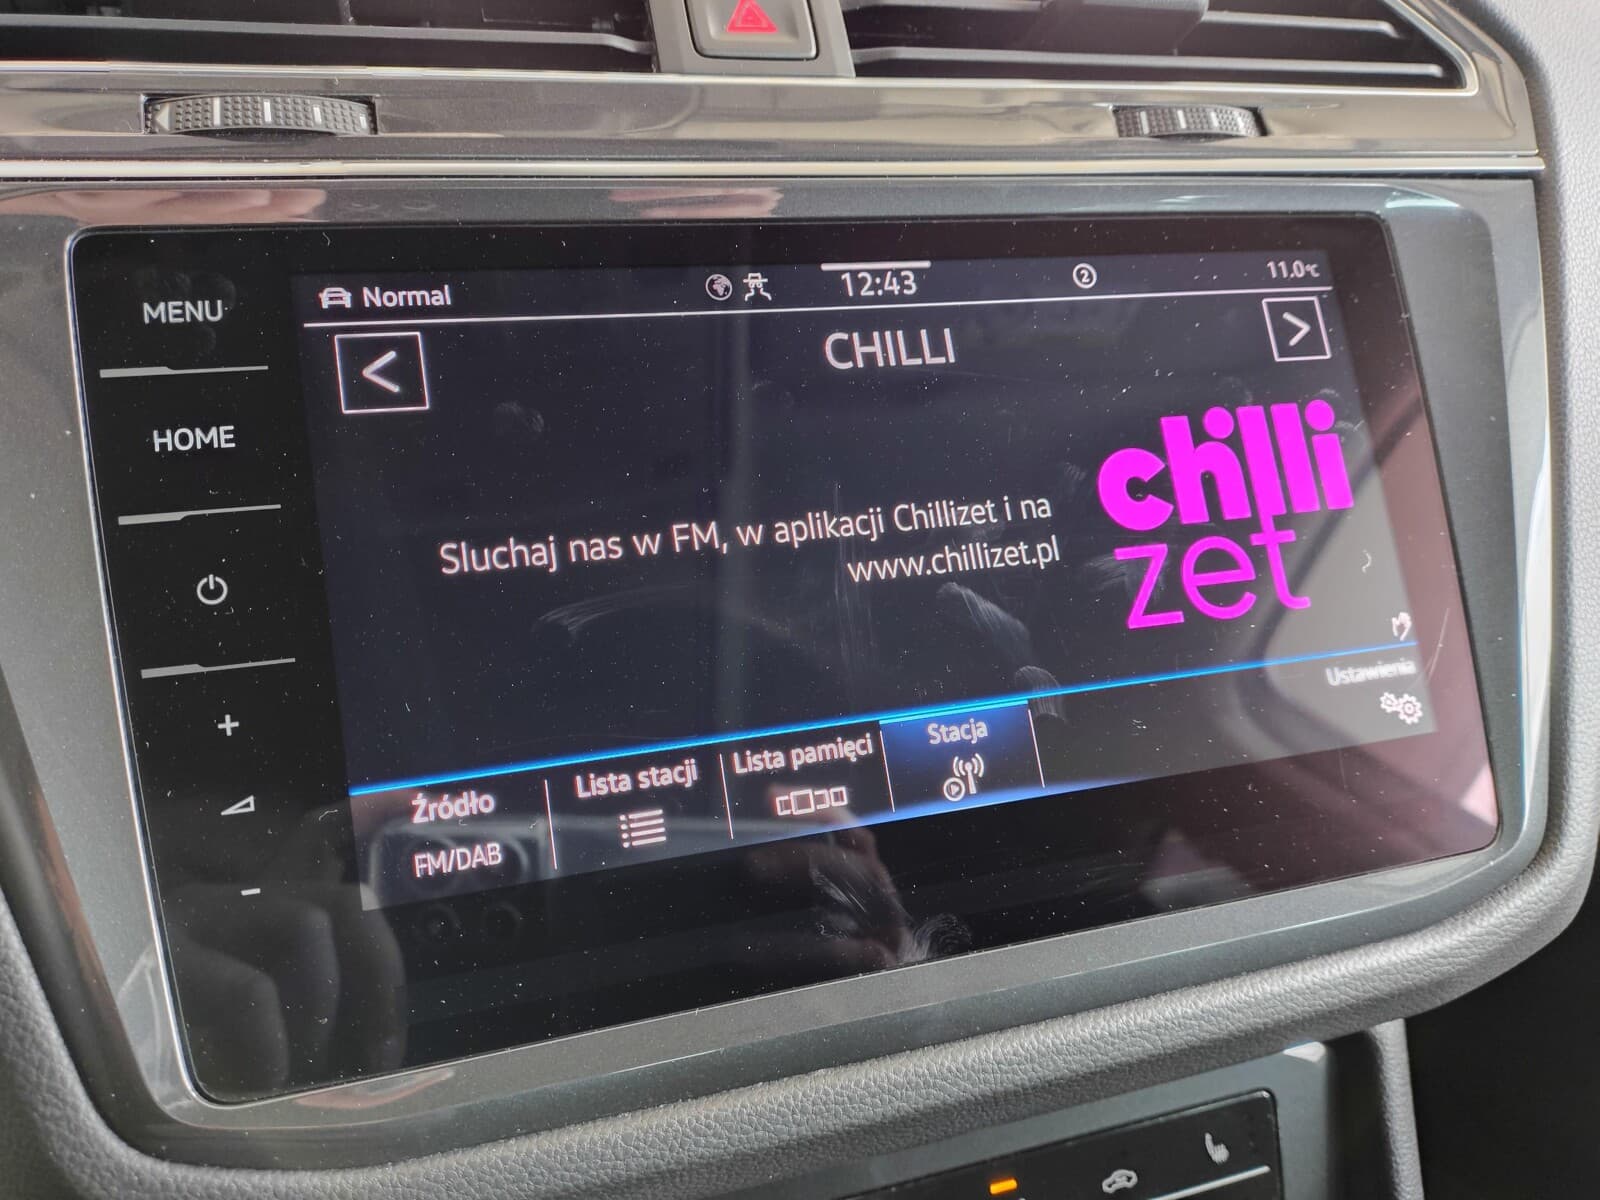 MENU
HOME
+
-
Normal
12:43
2
11.0°C
<
CHILLI
>
Sluchaj nas w FM, w aplikacji Chillizet i na
www.chillizet.pl
chilli
zet
Źródło
FM/DAB
Lista stacji
Lista pamięci
Stacja
Ustawienia